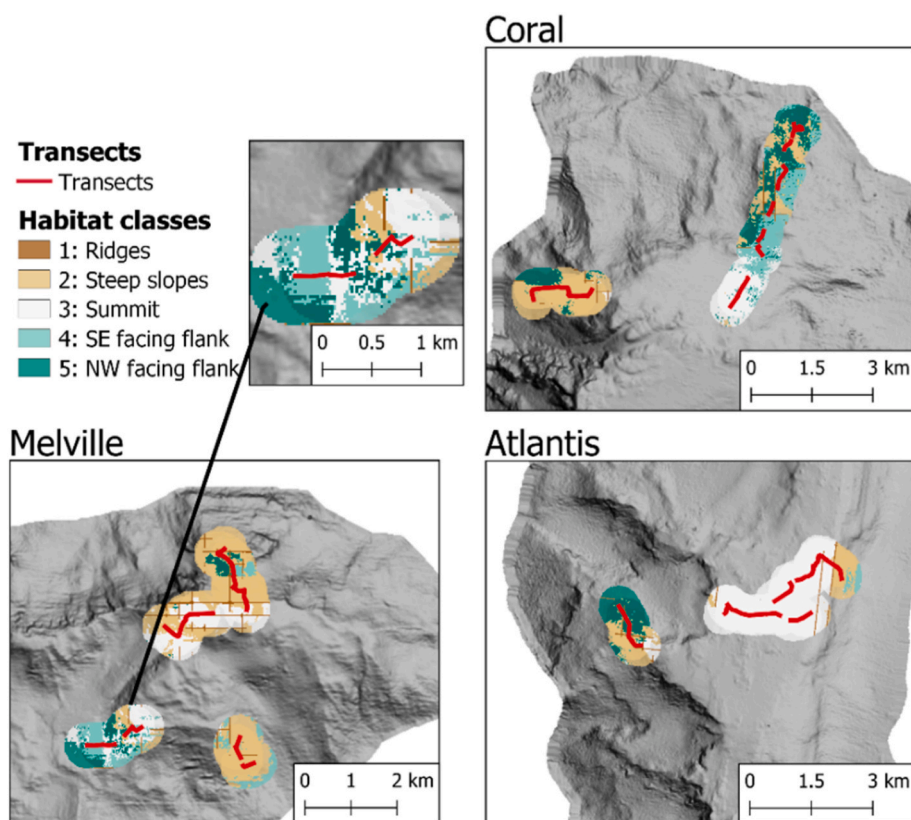 Coral
Transects
Transects
Habitat classes
1: Ridges
2: Steep slopes
3: Summit
4: SE facing flank
5: NW facing flank
0 0.5 1 km
0 1.5 3 km
Melville
Atlantis
0 1 2 km
0 1.5 3 km